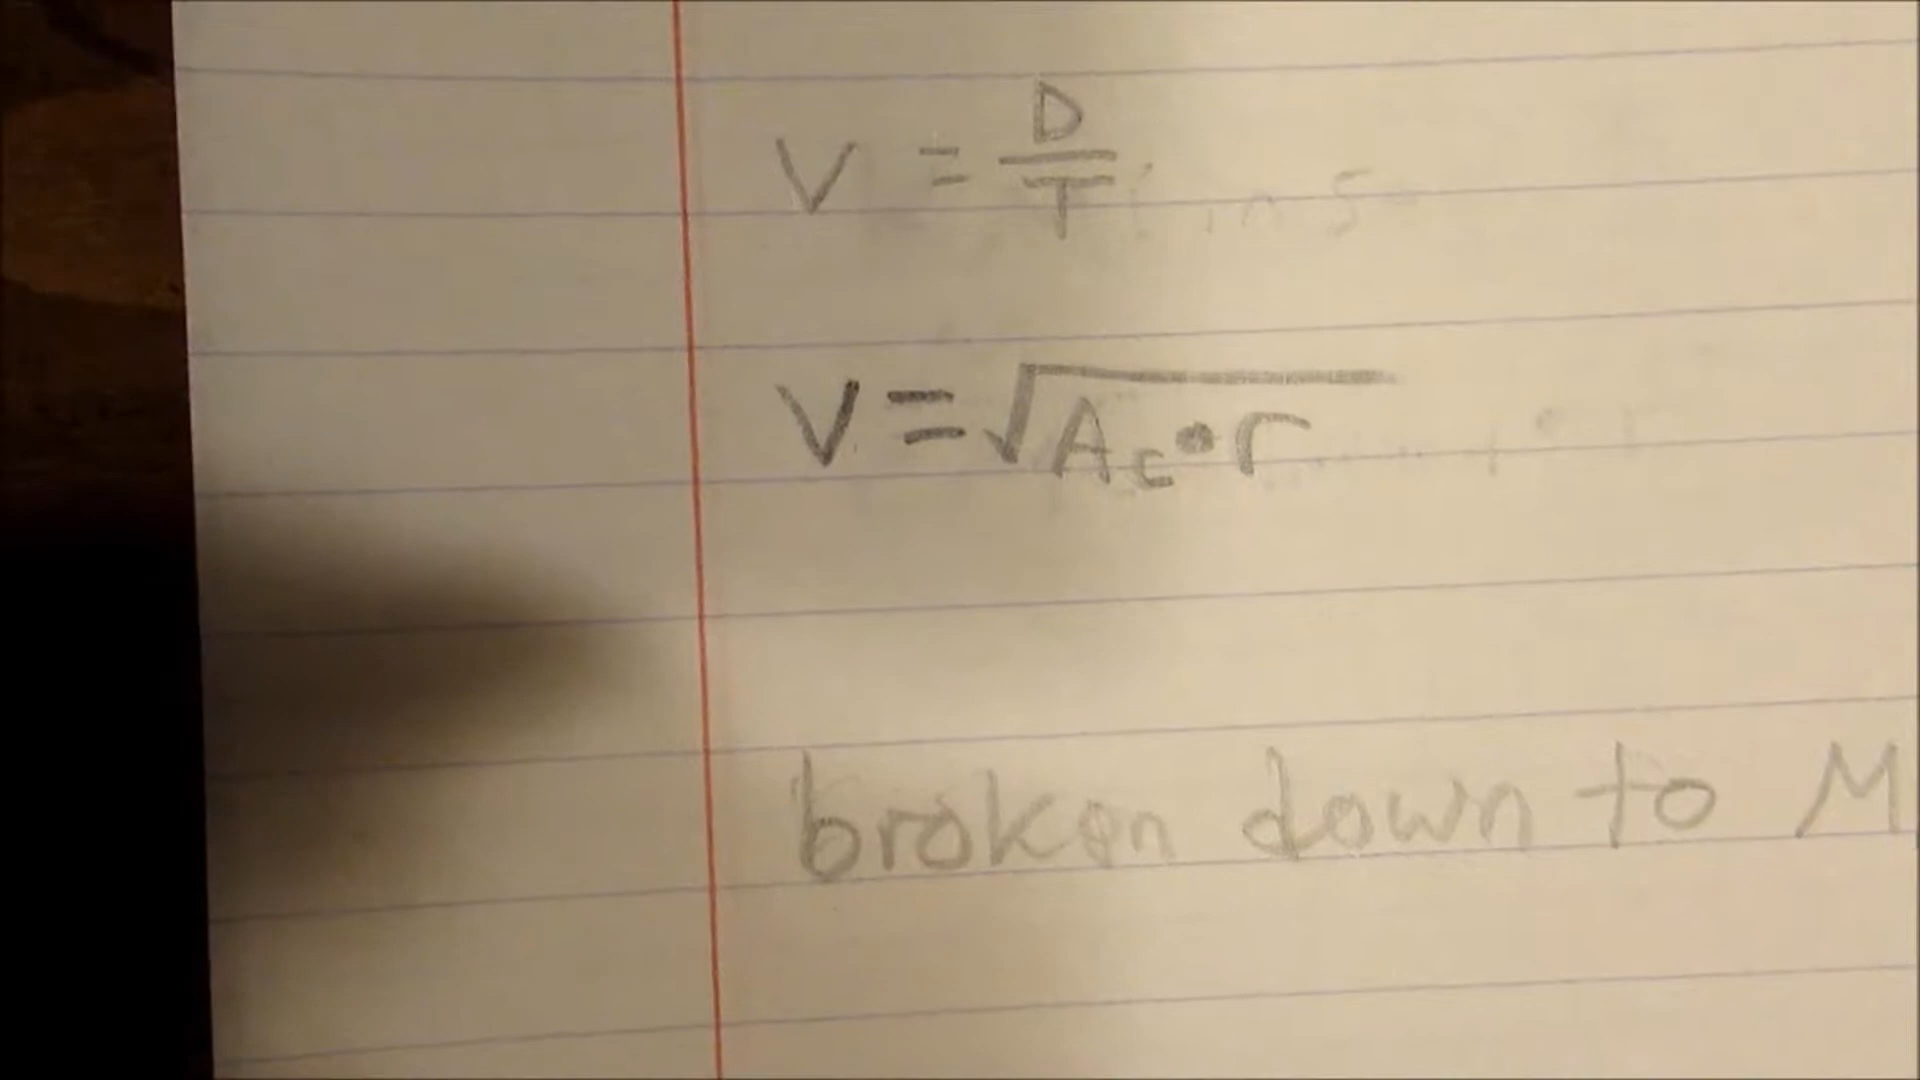 V = D/T
V = √Ac•r
broken down to M